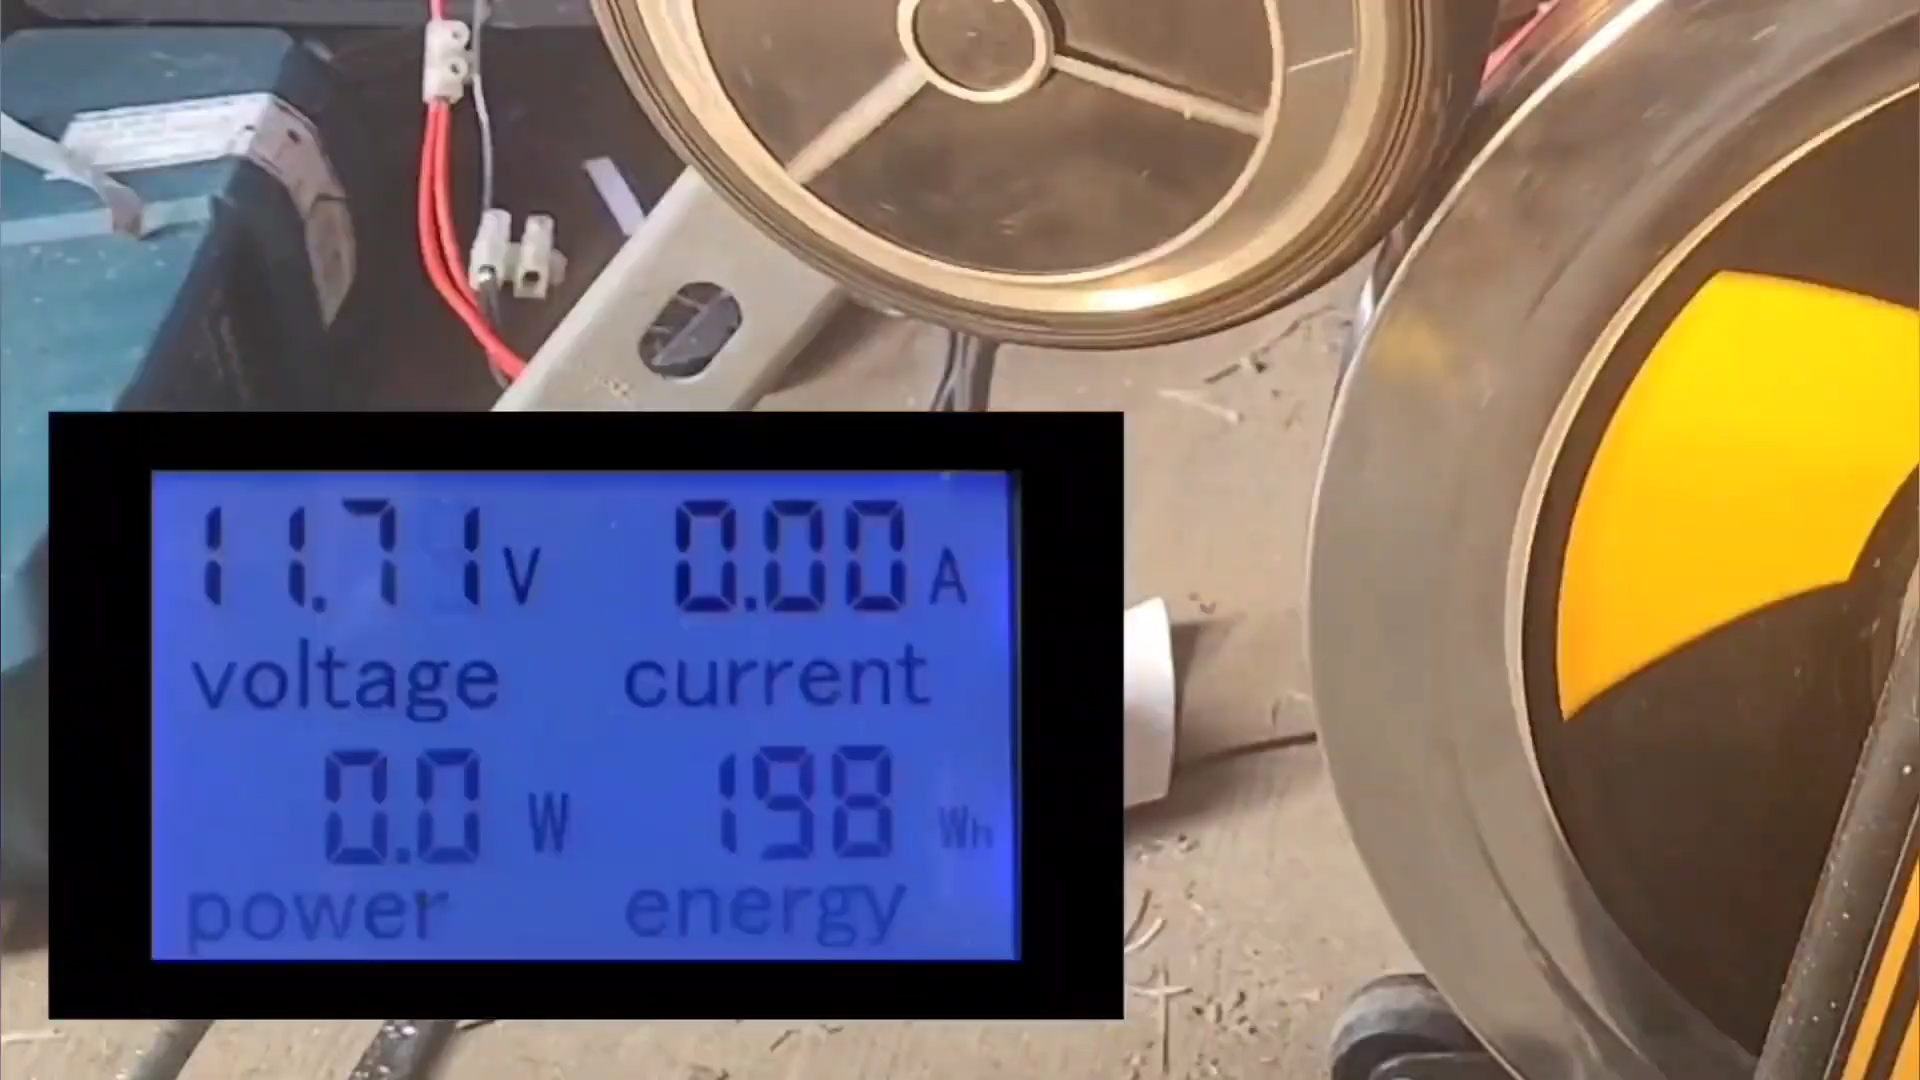 11.71V 0.00A
voltage current
0.0 W 198 Wh
power energy